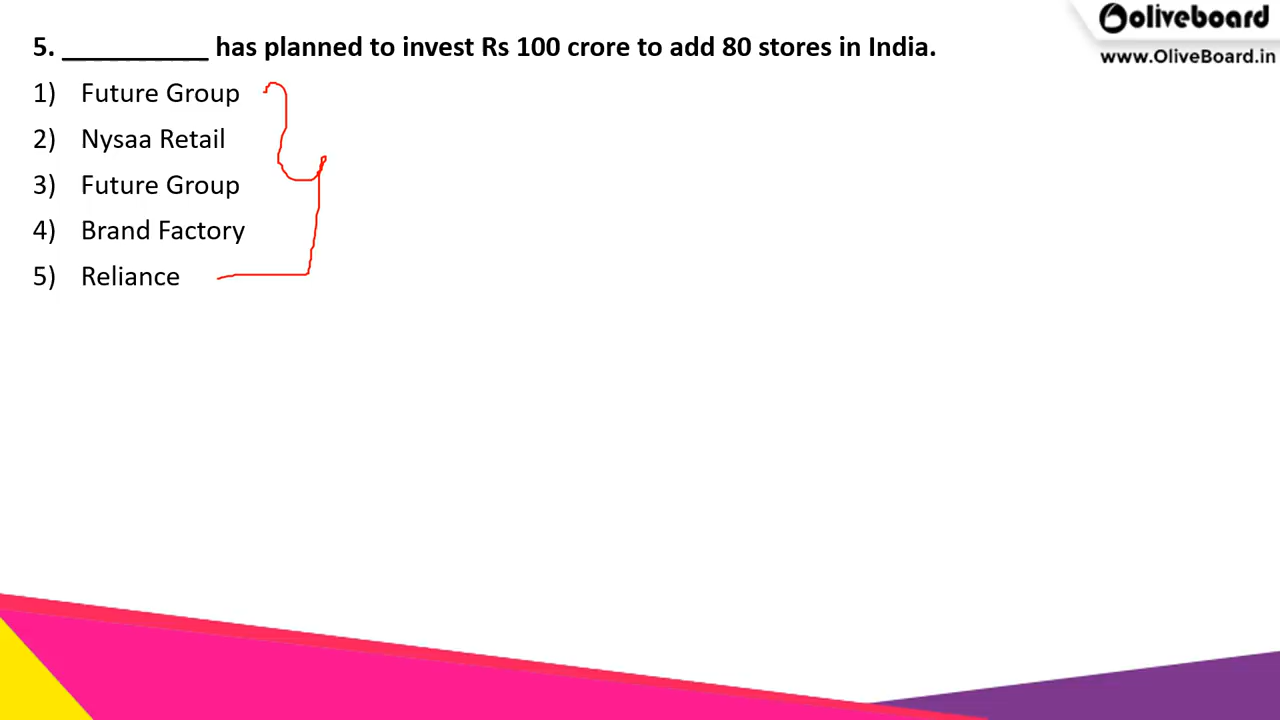 oliveboard
www.OliveBoard.in
5. ___________ has planned to invest Rs 100 crore to add 80 stores in India.
1) Future Group
2) Nysaa Retail
3) Future Group
4) Brand Factory
5) Reliance